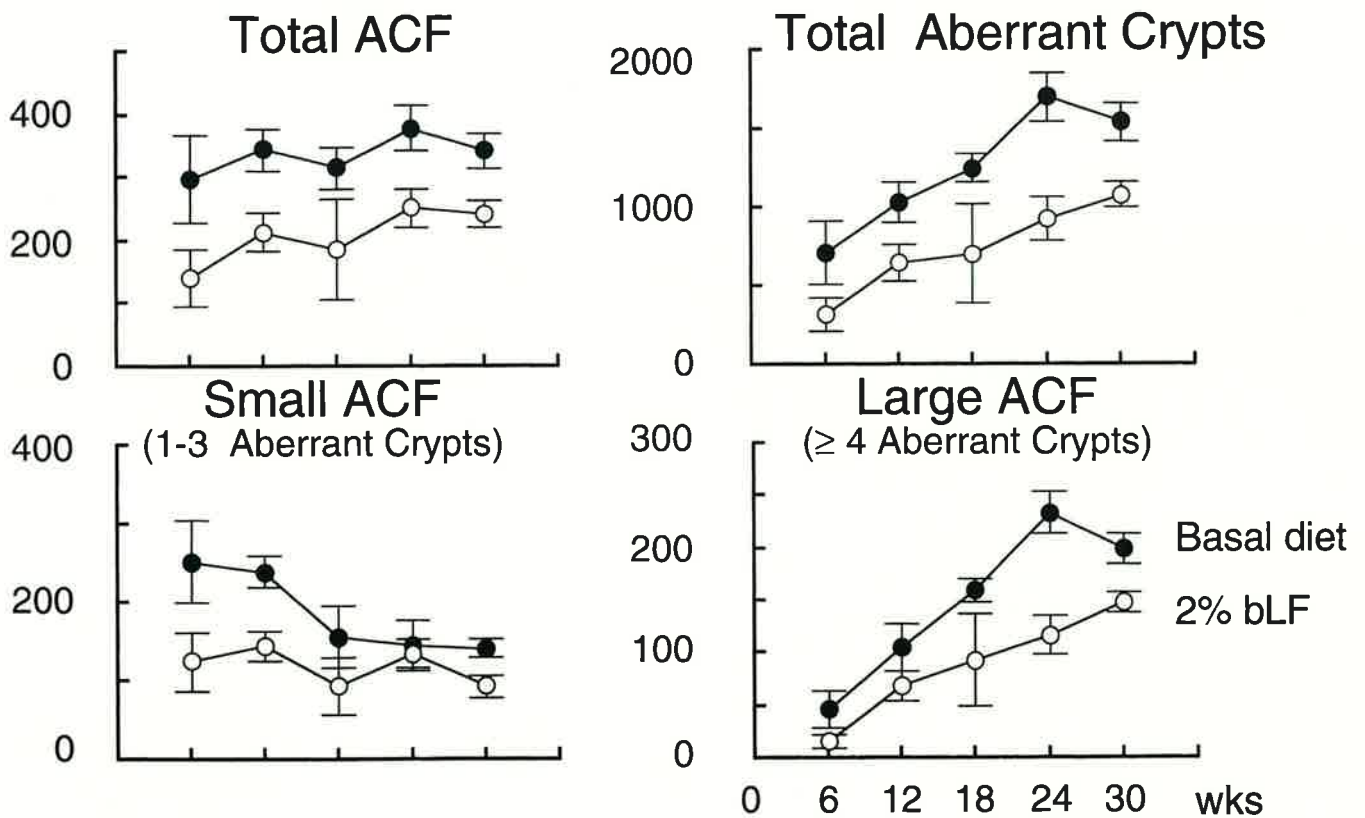 Total ACF
400
200
0
Total Aberrant Crypts
2000
1000
0
Small ACF
(1-3 Aberrant Crypts)
400
200
0
Large ACF
(≥ 4 Aberrant Crypts)
300
200
100
0
Basal diet
2% bLF
0 6 12 18 24 30 wks